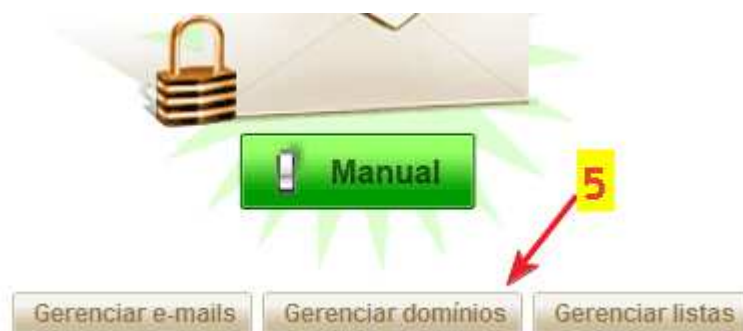 Manual
5
Gerenciar e-mails
Gerenciar domínios
Gerenciar listas